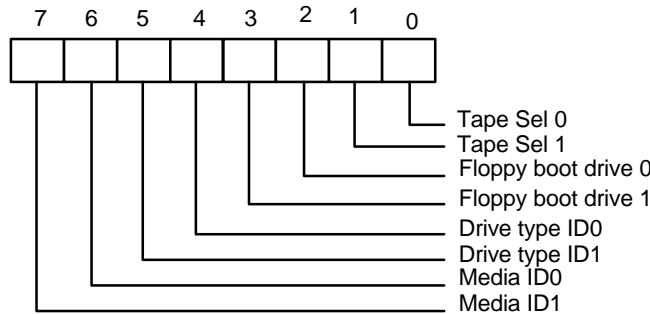 7 6 5 4 3 2 1 0
Tape Sel 0
Tape Sel 1
Floppy boot drive 0
Floppy boot drive 1
Drive type ID0
Drive type ID1
Media ID0
Media ID1